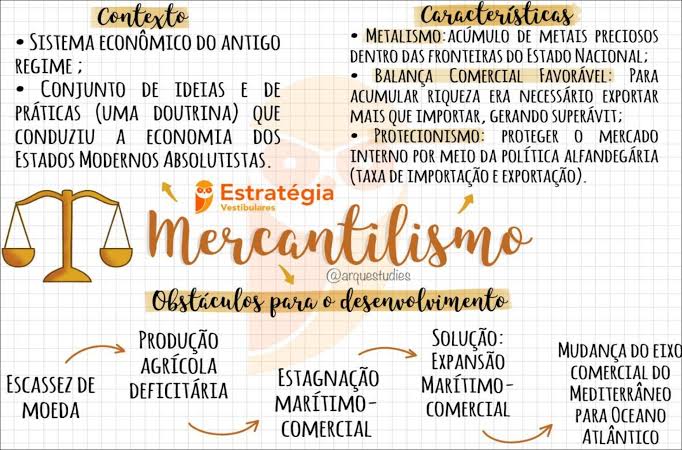 Contexto
• Sistema econômico do Antigo
Regime ;
• Conjunto de ideias e de
práticas (uma doutrina) que
conduziu a economia dos
Estados Modernos Absolutistas.
Características
• Metalismo: acúmulo de metais preciosos
dentro das fronteiras do Estado Nacional;
• Balança Comercial Favorável: Para
acumular riqueza era necessário exportar
mais que importar, gerando superávit;
• Protecionismo: proteger o mercado
interno por meio da política alfandegária
(taxa de importação e exportação).
Estratégia
Vestibulares
Mercantilismo
@arquestudies
Obstáculos para o desenvolvimento
Escassez de
moeda
Produção
agrícola
deficitária
Estagnação
marítimo-
comercial
Solução:
Expansão
Marítimo-
comercial
Mudança do eixo
comercial do
Mediterrâneo
para Oceano
Atlântico